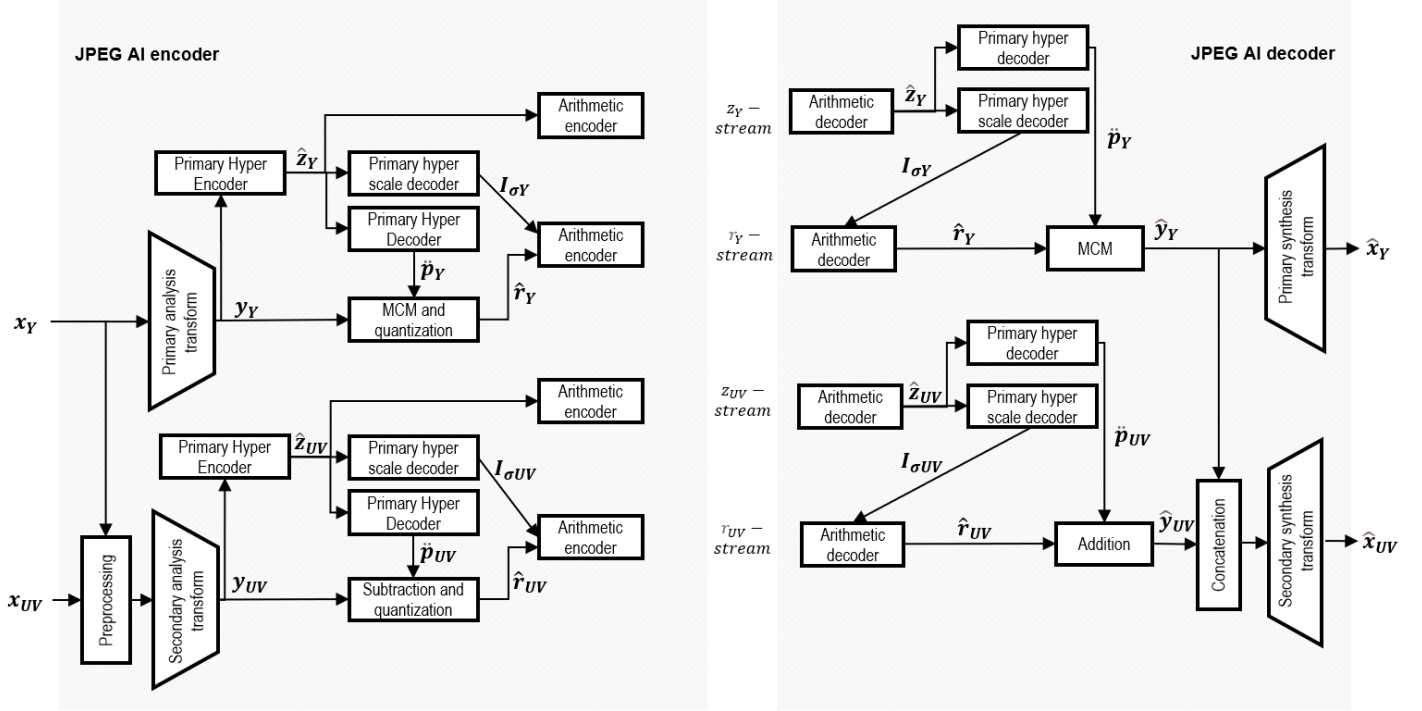 JPEG AI encoder
Arithmetic
encoder
Primary Hyper
Encoder
ẑ_Y
Primary hyper
scale decoder
I_σY
Primary Hyper
Decoder
Arithmetic
encoder
p̈_Y
r̂_Y
Primary analysis
transform
y_Y
MCM and
quantization
x_Y
Arithmetic
encoder
Primary Hyper
Encoder
ẑ_UV
Primary hyper
scale decoder
I_σUV
Primary Hyper
Decoder
Arithmetic
encoder
p̈_UV
r̂_UV
Preprocessing
Secondary analysis
transform
y_UV
Subtraction and
quantization
x_UV
JPEG AI decoder
Primary hyper
decoder
z_Y −
stream
Arithmetic
decoder
ẑ_Y
Primary hyper
scale decoder
p̈_Y
I_σY
r_Y −
stream
Arithmetic
decoder
r̂_Y
MCM
ŷ_Y
Primary synthesis
transform
x̂_Y
Primary hyper
decoder
z_UV −
stream
Arithmetic
decoder
ẑ_UV
Primary hyper
scale decoder
p̈_UV
I_σUV
r_UV −
stream
Arithmetic
decoder
r̂_UV
Addition
ŷ_UV
Concatenation
Secondary synthesis
transform
x̂_UV